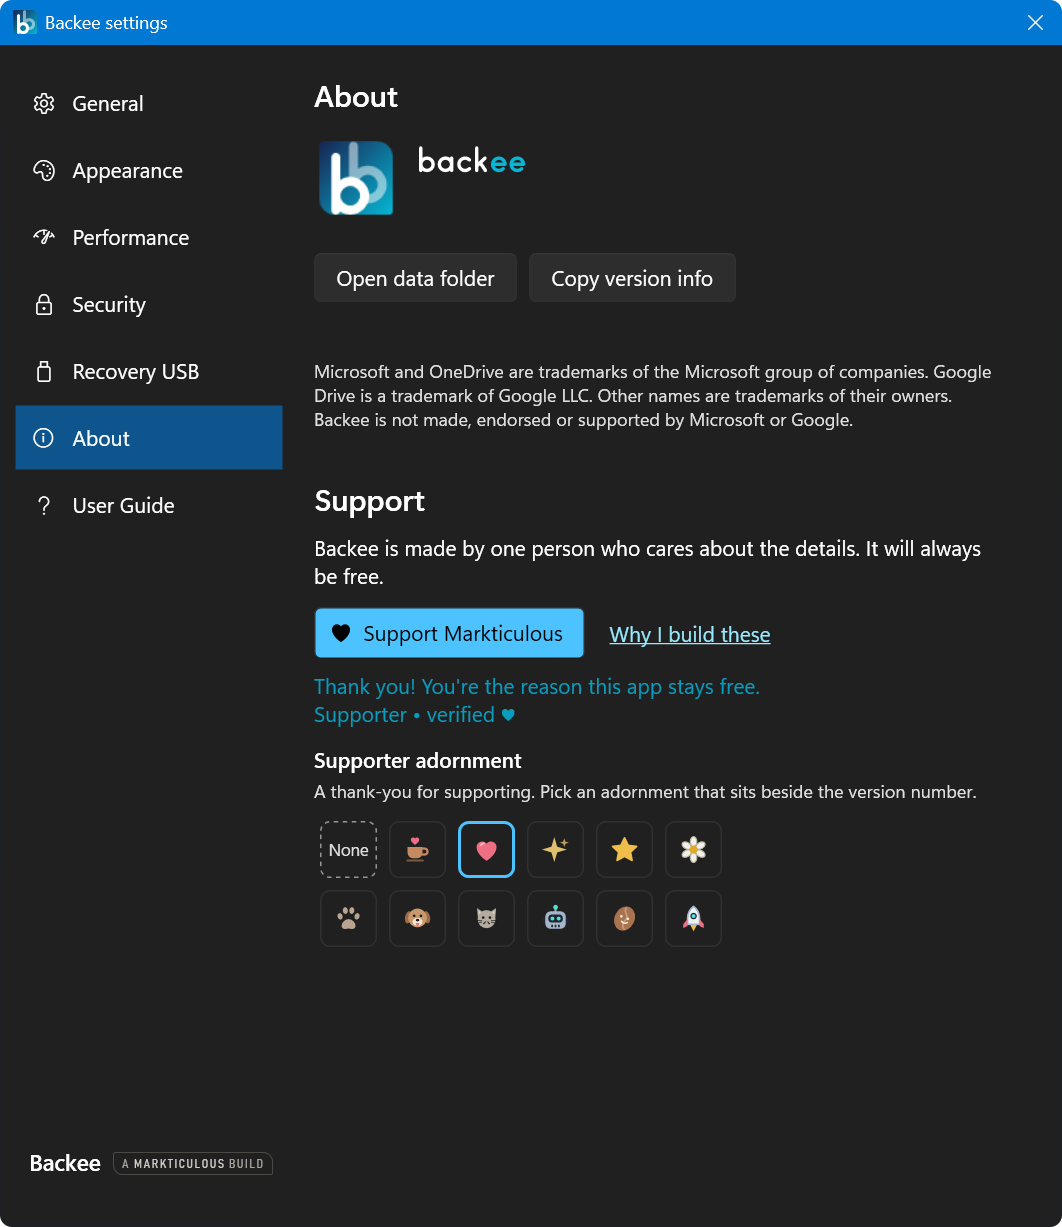 Backee settings
General
Appearance
Performance
Security
Recovery USB
About
User Guide
About
backee
Open data folder
Copy version info
Microsoft and OneDrive are trademarks of the Microsoft group of companies. Google
Drive is a trademark of Google LLC. Other names are trademarks of their owners.
Backee is not made, endorsed or supported by Microsoft or Google.
Support
Backee is made by one person who cares about the details. It will always
be free.
Support Markticulous
Why I build these
Thank you! You're the reason this app stays free.
Supporter • verified ♥
Supporter adornment
A thank-you for supporting. Pick an adornment that sits beside the version number.
None
Backee
A MARKTICULOUS BUILD